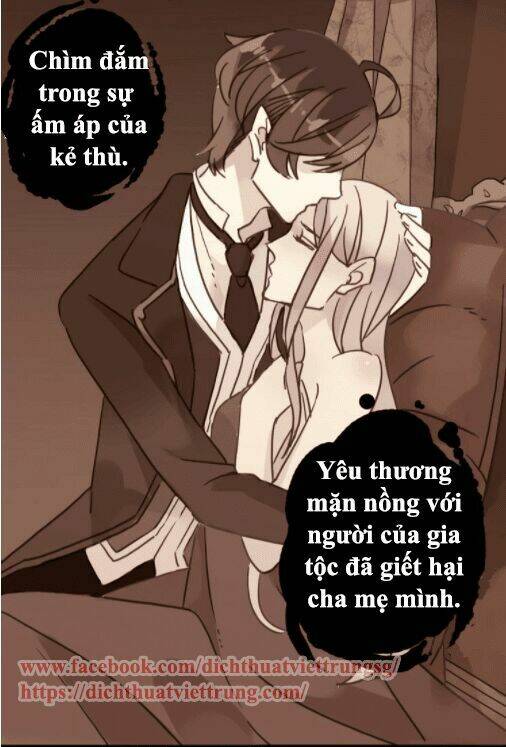 Chìm đắm
trong sự
ấm áp của
kẻ thù.
Yêu thương
mặn nồng với
người của gia
tộc đã giết hại
cha mẹ mình.
www.facebook.com/dichthuatviettrungsg/
https://dichthuatviettrung.com/